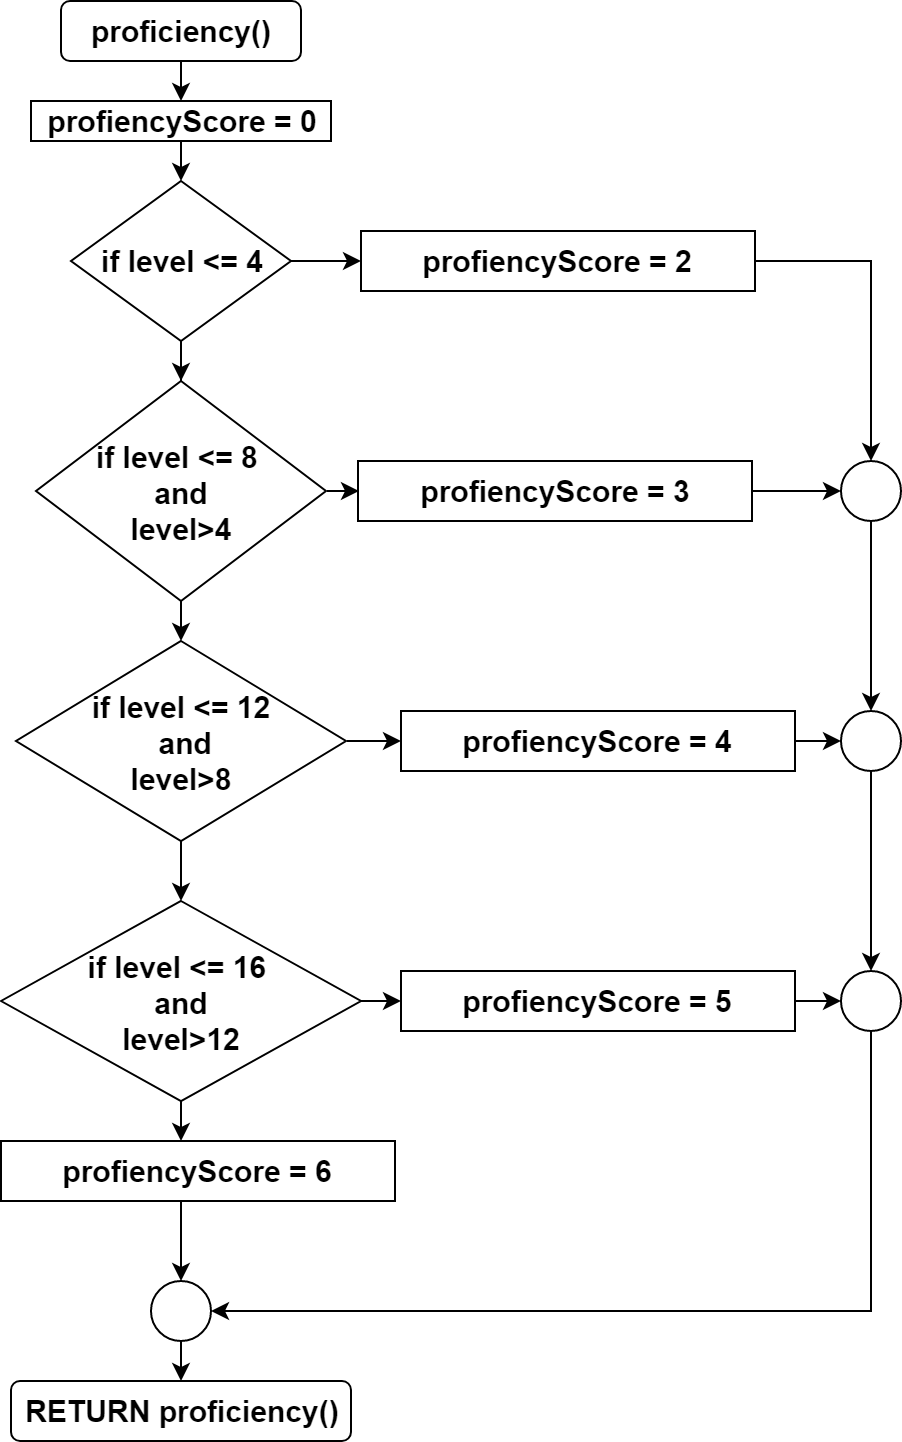 proficiency()
profiencyScore = 0
if level <= 4
profiencyScore = 2
if level <= 8
and
level>4
profiencyScore = 3
if level <= 12
and
level>8
profiencyScore = 4
if level <= 16
and
level>12
profiencyScore = 5
profiencyScore = 6
RETURN proficiency()